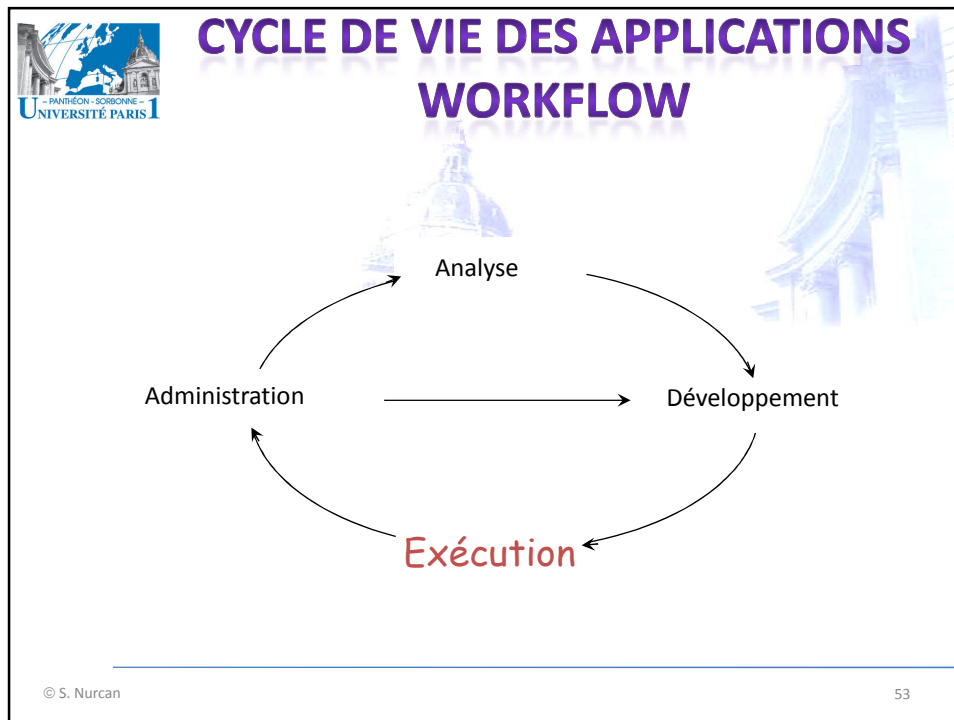 CYCLE DE VIE DES APPLICATIONS
WORKFLOW
– PANTHÉON - SORBONNE –
UNIVERSITÉ PARIS 1
Analyse
Administration
Développement
Exécution
© S. Nurcan
53